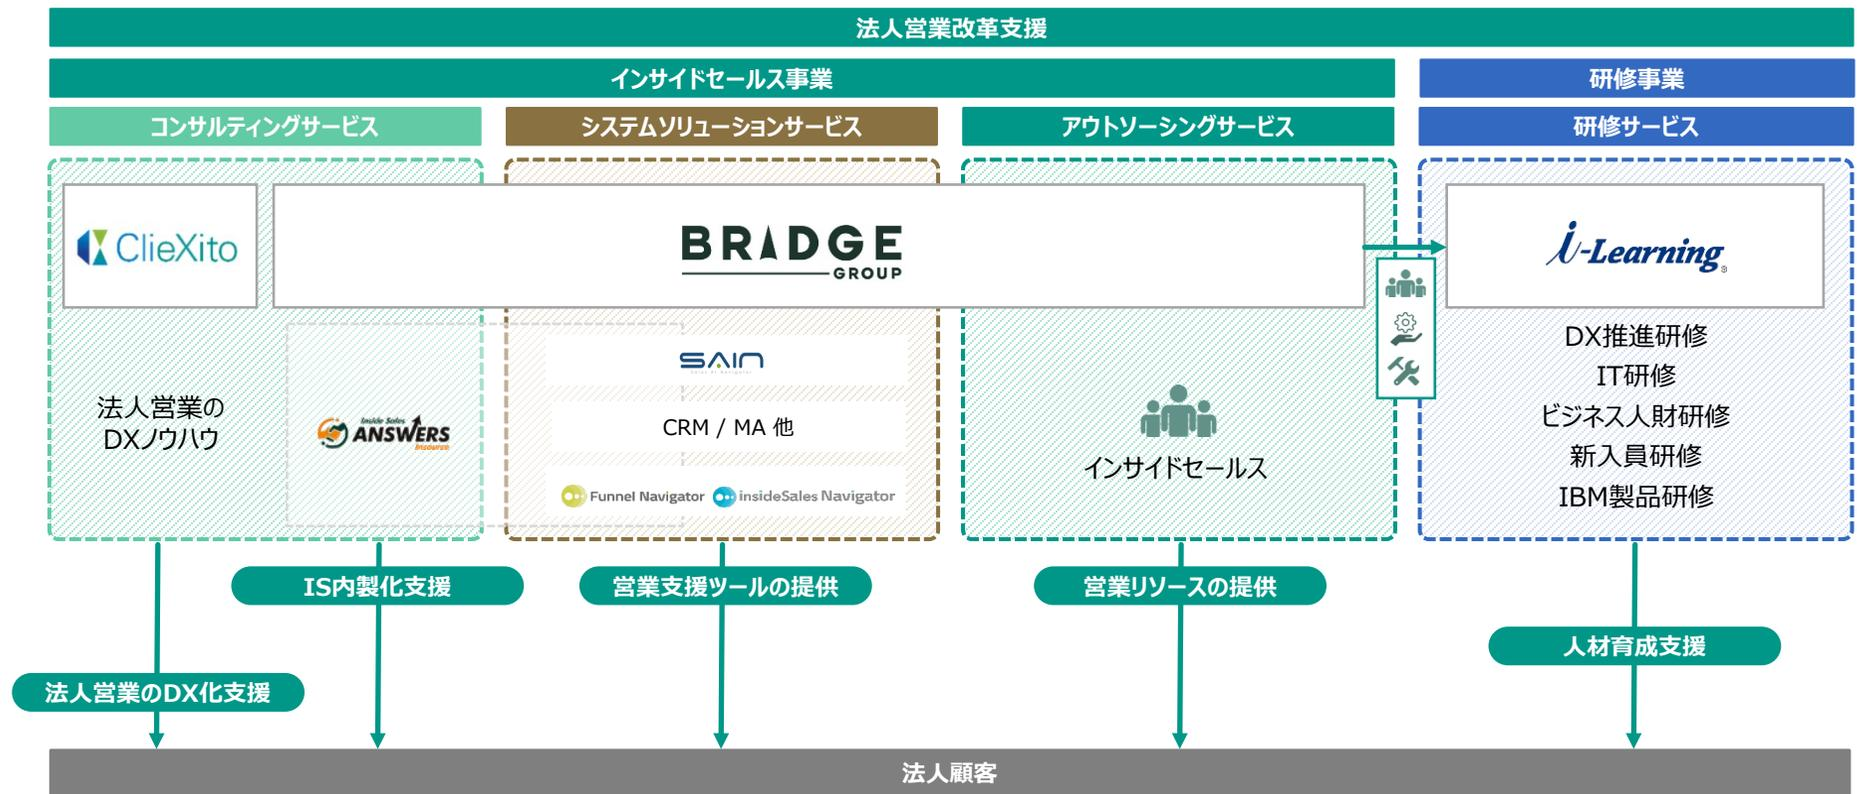 法人営業改革支援
インサイドセールス事業
研修事業
コンサルティングサービス
システムソリューションサービス
アウトソーシングサービス
研修サービス
ClieXito
BRIDGE
GROUP
i-Learning®
法人営業の
DXノウハウ
Inside Sales
ANSWERS
Insource
SAIN
CRM / MA 他
Funnel Navigator
insideSales Navigator
インサイドセールス
DX推進研修
IT研修
ビジネス人財研修
新入員研修
IBM製品研修
IS内製化支援
営業支援ツールの提供
営業リソースの提供
人材育成支援
法人営業のDX化支援
法人顧客